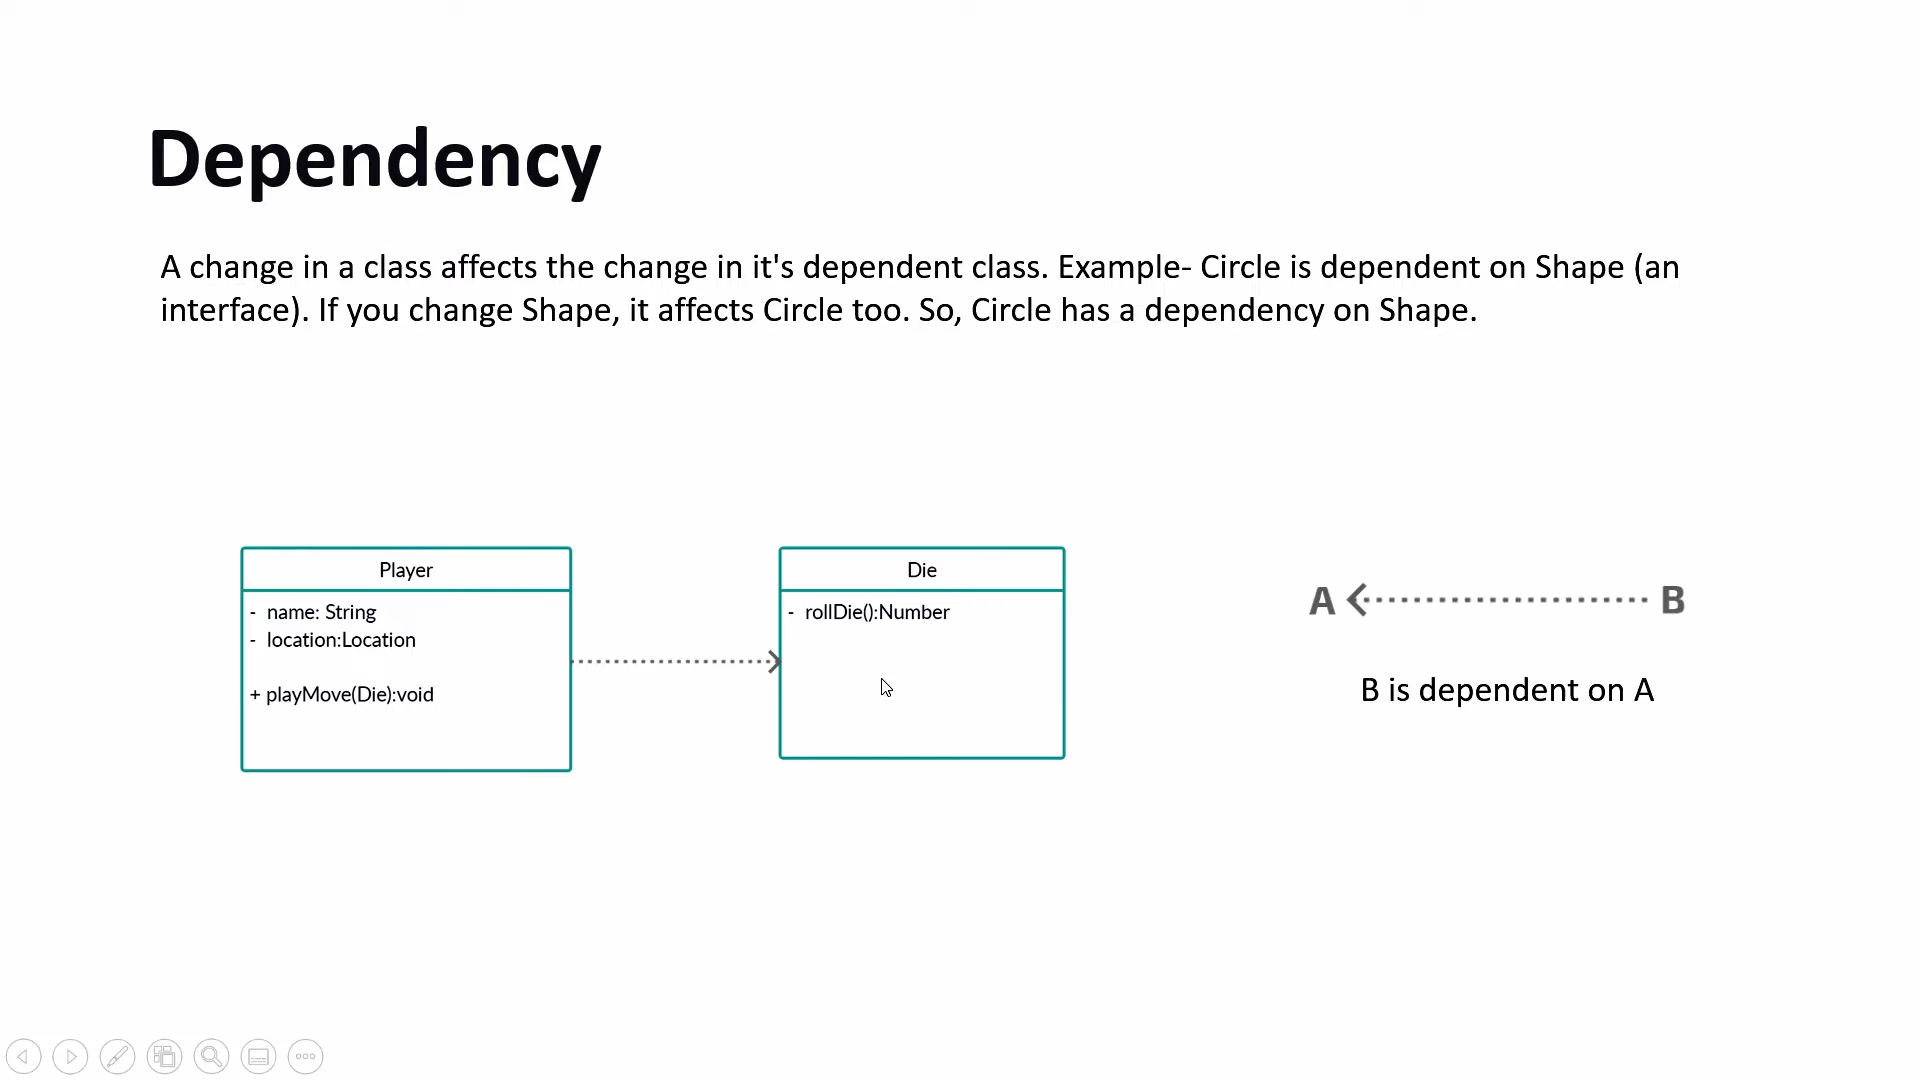 Dependency
A change in a class affects the change in it's dependent class. Example- Circle is dependent on Shape (an
interface). If you change Shape, it affects Circle too. So, Circle has a dependency on Shape.
Player
- name: String
- location:Location
+ playMove(Die):void
Die
- rollDie():Number
A B
B is dependent on A